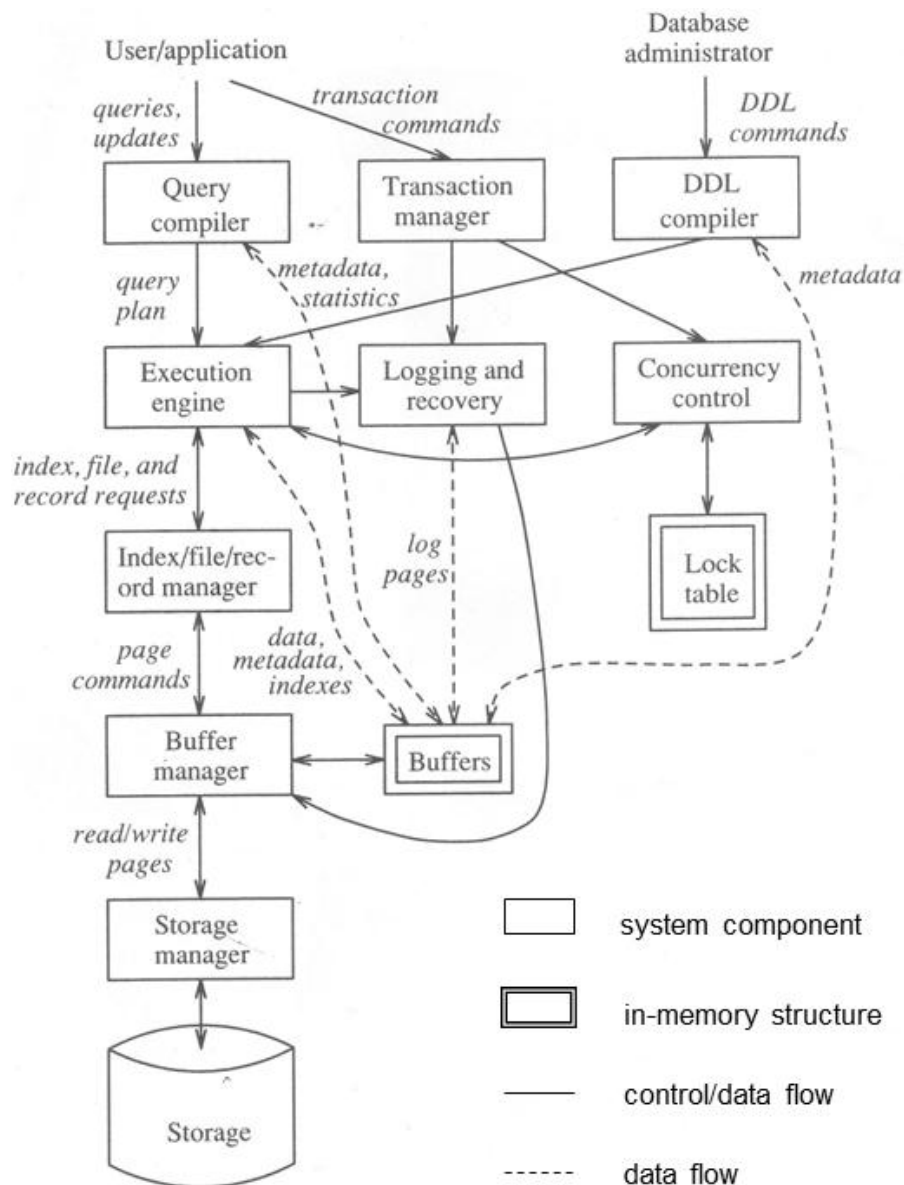 User/application
Database
administrator
queries,
updates
transaction
commands
DDL
commands
Query
compiler
Transaction
manager
DDL
compiler
query
plan
metadata,
statistics
metadata
Execution
engine
Logging and
recovery
Concurrency
control
index, file, and
record requests
log
pages
Lock
table
Index/file/rec-
ord manager
page
commands
data,
metadata,
indexes
Buffer
manager
Buffers
read/write
pages
Storage
manager
Storage
system component
in-memory structure
control/data flow
data flow